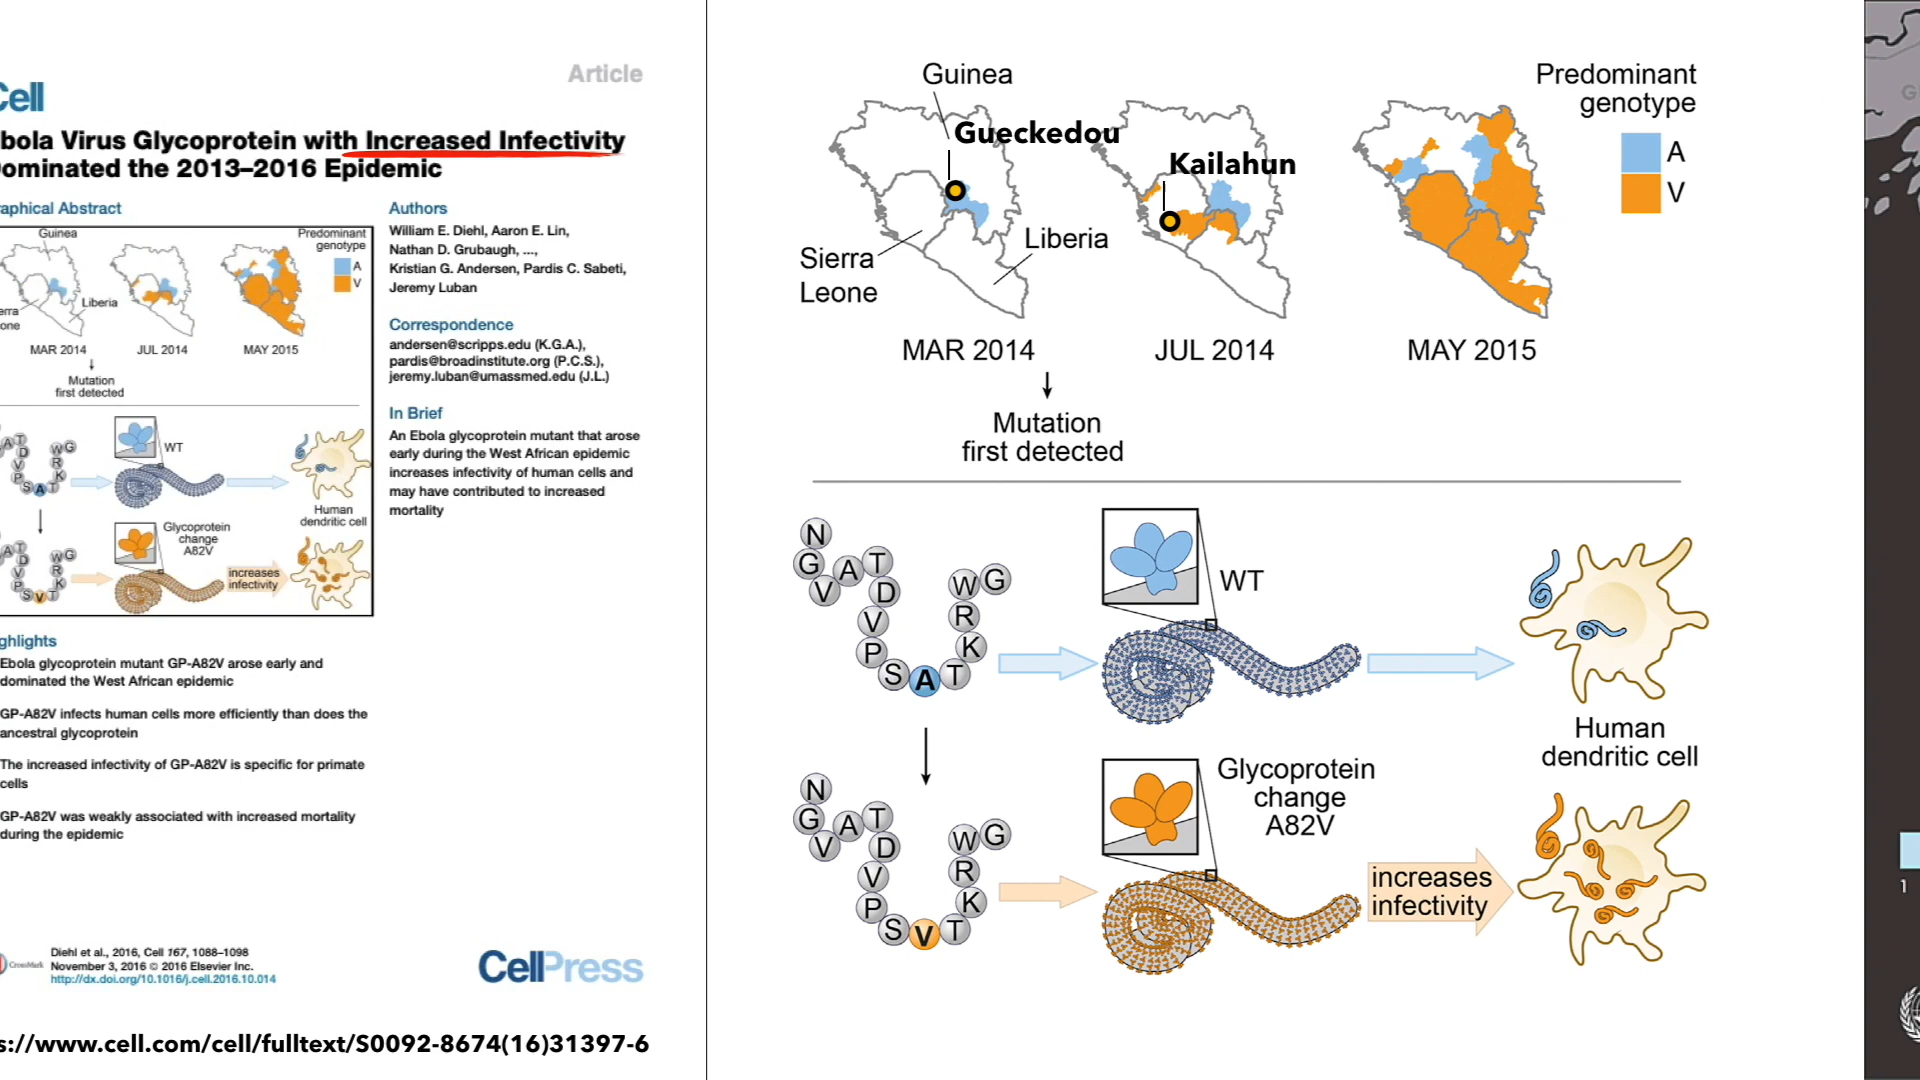 Article
Cell
bola Virus Glycoprotein with Increased Infectivity
ominated the 2013–2016 Epidemic
raphical Abstract
Guinea
Predominant
genotype
A
V
Liberia
erra
one
MAR 2014
JUL 2014
MAY 2015
Mutation
first detected
A T D V P S A T K R W G
WT
Human
dendritic cell
Glycoprotein
change
A82V
A T D V P S V T K R W G
increases
infectivity
Authors
William E. Diehl, Aaron E. Lin,
Nathan D. Grubaugh, ...,
Kristian G. Andersen, Pardis C. Sabeti,
Jeremy Luban
Correspondence
andersen@scripps.edu (K.G.A.),
pardis@broadinstitute.org (P.C.S.),
jeremy.luban@umassmed.edu (J.L.)
In Brief
An Ebola glycoprotein mutant that arose
early during the West African epidemic
increases infectivity of human cells and
may have contributed to increased
mortality
ghlights
Ebola glycoprotein mutant GP-A82V arose early and
dominated the West African epidemic
GP-A82V infects human cells more efficiently than does the
ancestral glycoprotein
The increased infectivity of GP-A82V is specific for primate
cells
GP-A82V was weakly associated with increased mortality
during the epidemic
CrossMark
Diehl et al., 2016, Cell 167, 1088–1098
November 3, 2016 © 2016 Elsevier Inc.
http://dx.doi.org/10.1016/j.cell.2016.10.014
CellPress
s://www.cell.com/cell/fulltext/S0092-8674(16)31397-6
Guinea
Gueckedou
Kailahun
Sierra
Leone
Liberia
Predominant
genotype
A
V
MAR 2014
JUL 2014
MAY 2015
Mutation
first detected
N G V A T D V P S A T K R W G
WT
Human
dendritic cell
N G V A T D V P S V T K R W G
Glycoprotein
change
A82V
increases
infectivity
G
1